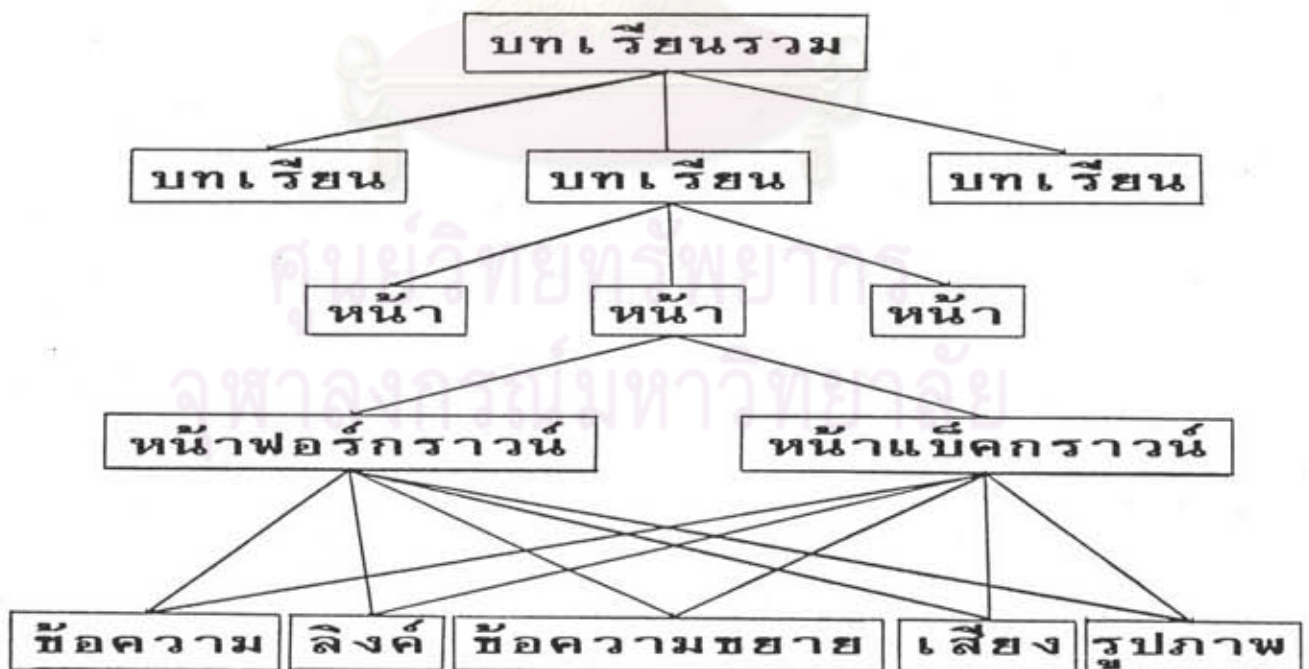 บทเรียนรวม
บทเรียน บทเรียน บทเรียน
ศูนย์วิทยทรัพยากร
หน้า หน้า หน้า
จุฬาลงกรณ์มหาวิทยาลัย
หน้าฟอร์กราวน์ หน้าแบ็คกราวน์
ข้อความ ลิงค์ ข้อความขยาย เสียง รูปภาพ